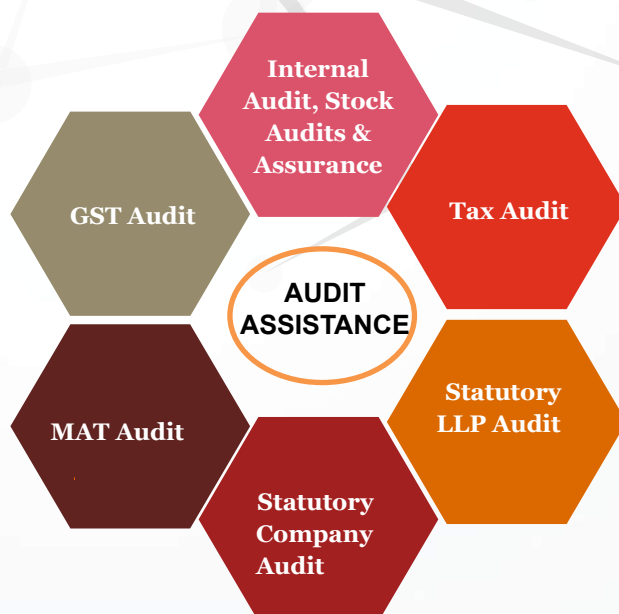 Internal
Audit, Stock
Audits &
Assurance
GST Audit
Tax Audit
AUDIT
ASSISTANCE
MAT Audit
Statutory
LLP Audit
Statutory
Company
Audit